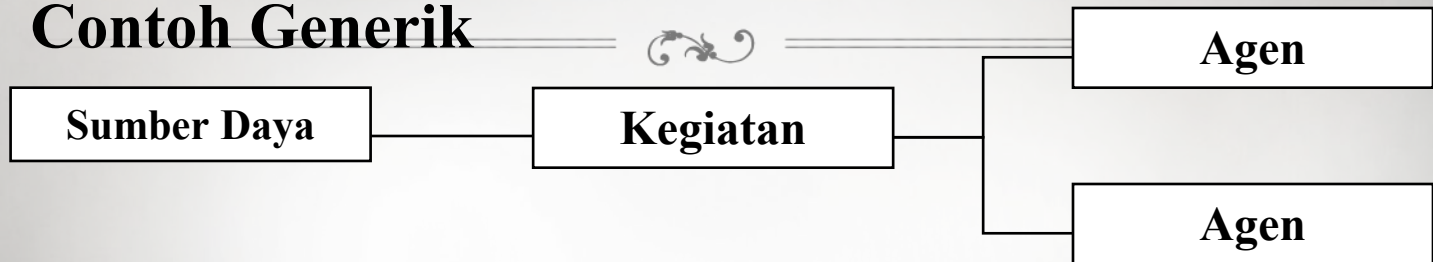 Contoh Generik
Sumber Daya
Kegiatan
Agen
Agen